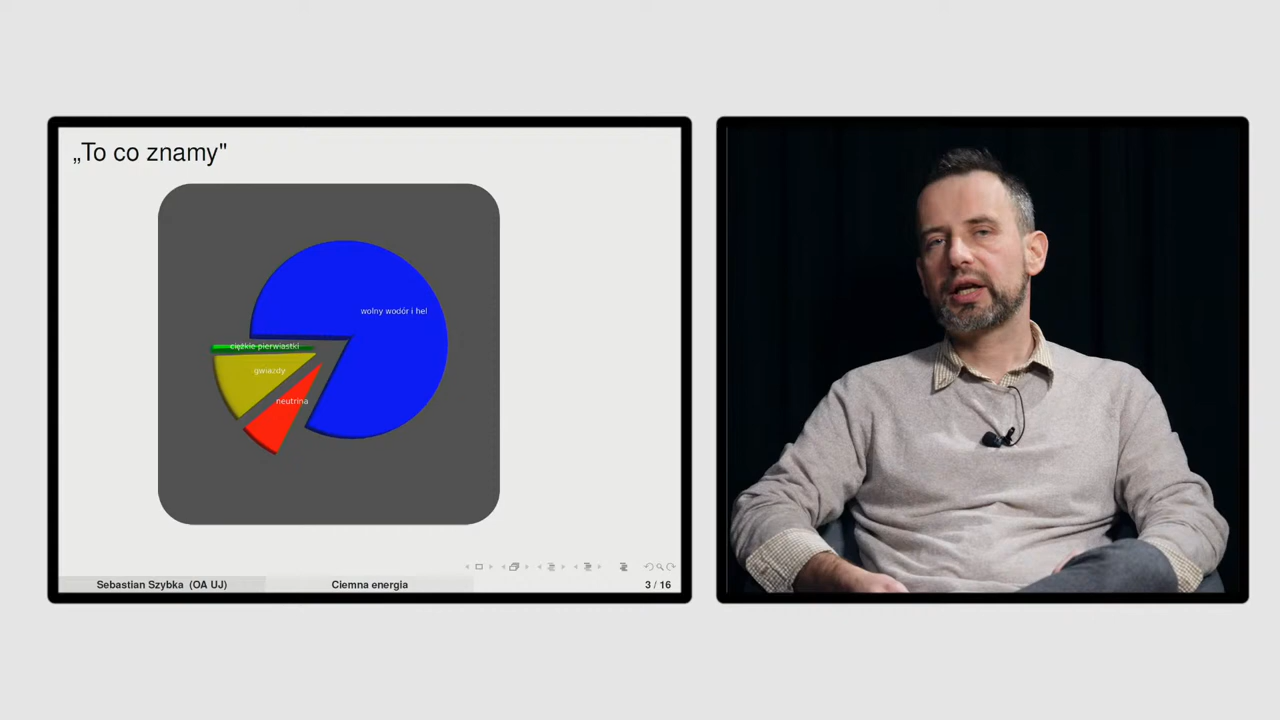 „To co znamy"
wolny wodór i hel
ciężkie pierwiastki
gwiazdy
neutrina
Sebastian Szybka (OA UJ)
Ciemna energia
3 / 16